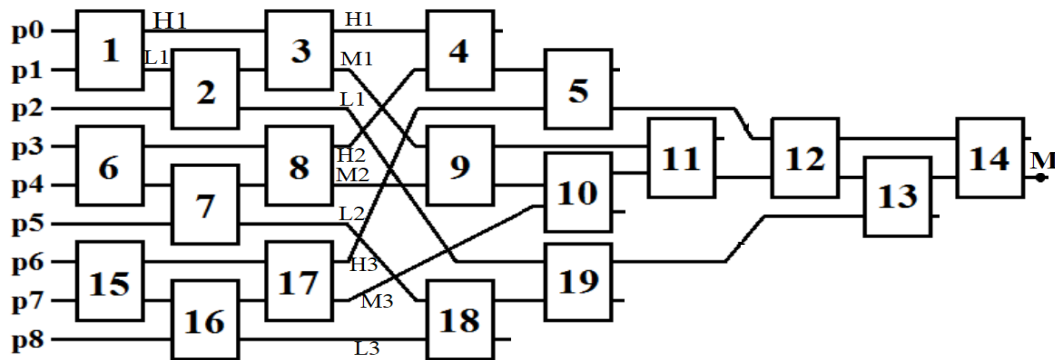 p0 H1 H1
1 3 4
p1 L1 M1
2 5
p2 L1
p3 H2
6 8 9 11 12 14 M
p4 M2
7 10 13
p5 L2
p6 H3
15 17 19
p7 M3
16 18
p8 L3